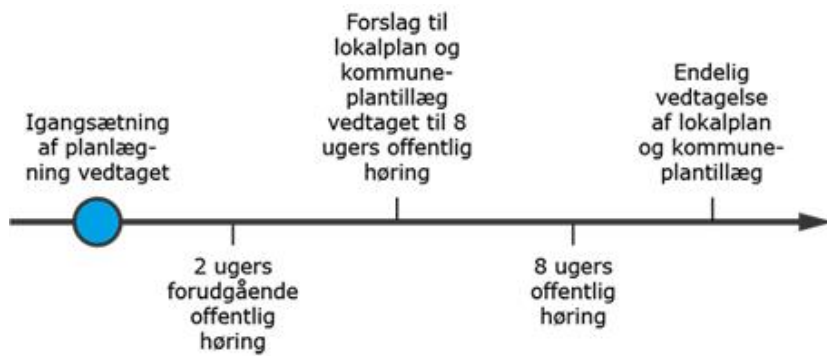 Igangsætning
af planlæg-
ning vedtaget
2 ugers
forudgående
offentlig
høring
Forslag til
lokalplan og
kommune-
plantillæg
vedtaget til 8
ugers offentlig
høring
8 ugers
offentlig
høring
Endelig
vedtagelse
af lokalplan
og kommune-
plantillæg